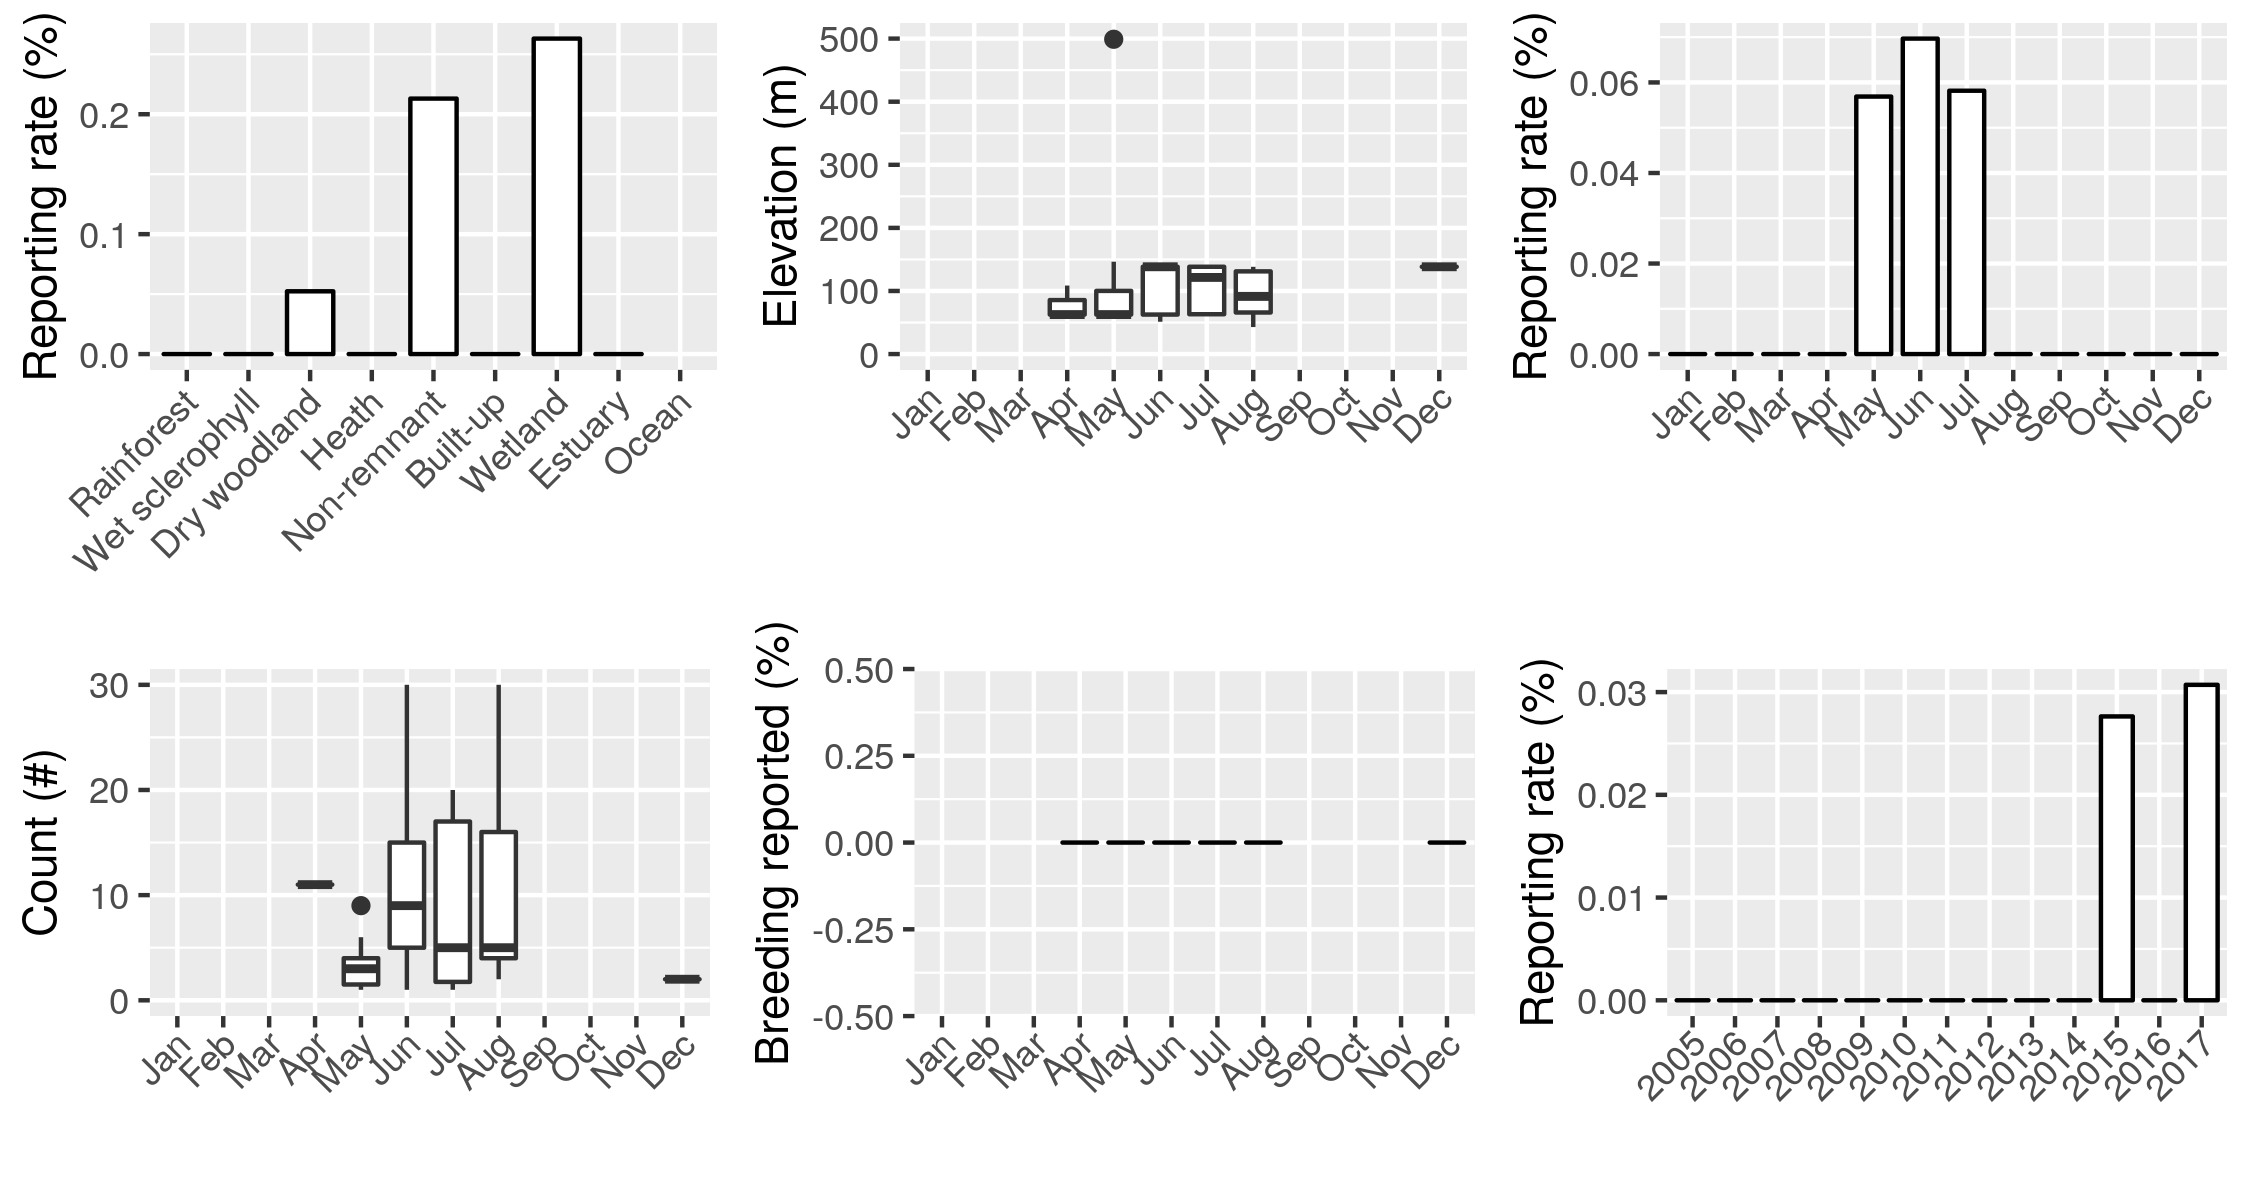 Reporting rate (%)
0.2
0.1
0.0
Rainforest
Wet sclerophyll
Dry woodland
Heath
Non-remnant
Built-up
Wetland
Estuary
Ocean
Elevation (m)
500
400
300
200
100
0
Jan
Feb
Mar
Apr
May
Jun
Jul
Aug
Sep
Oct
Nov
Dec
Reporting rate (%)
0.06
0.04
0.02
0.00
Jan
Feb
Mar
Apr
May
Jun
Jul
Aug
Sep
Oct
Nov
Dec
Count (#)
30
20
10
0
Jan
Feb
Mar
Apr
May
Jun
Jul
Aug
Sep
Oct
Nov
Dec
Breeding reported (%)
0.50
0.25
0.00
-0.25
-0.50
Jan
Feb
Mar
Apr
May
Jun
Jul
Aug
Sep
Oct
Nov
Dec
Reporting rate (%)
0.03
0.02
0.01
0.00
2005
2006
2007
2008
2009
2010
2011
2012
2013
2014
2015
2016
2017